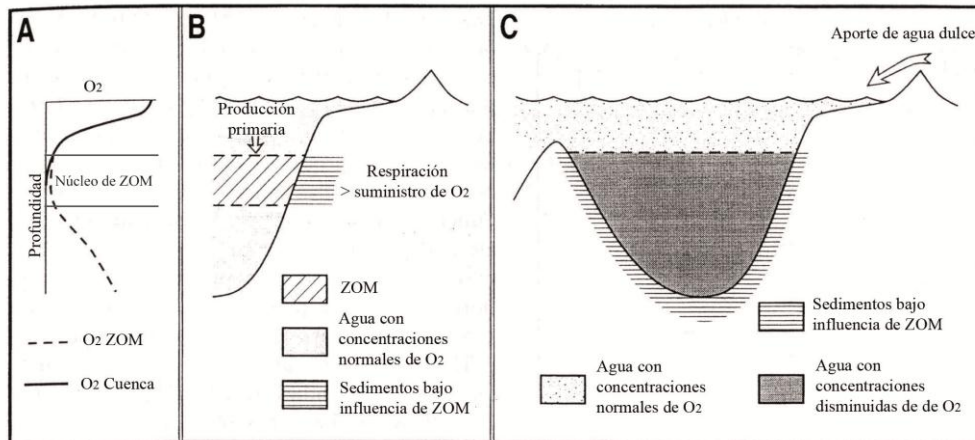 A
O2
Profundidad
Núcleo de ZOM
O2 ZOM
O2 Cuenca
B
Producción
primaria
Respiración
> suministro de O2
ZOM
Agua con
concentraciones
normales de O2
Sedimentos bajo
influencia de ZOM
C
Aporte de agua dulce
Sedimentos bajo
influencia de ZOM
Agua con
concentraciones
normales de O2
Agua con
concentraciones
disminuidas de de O2